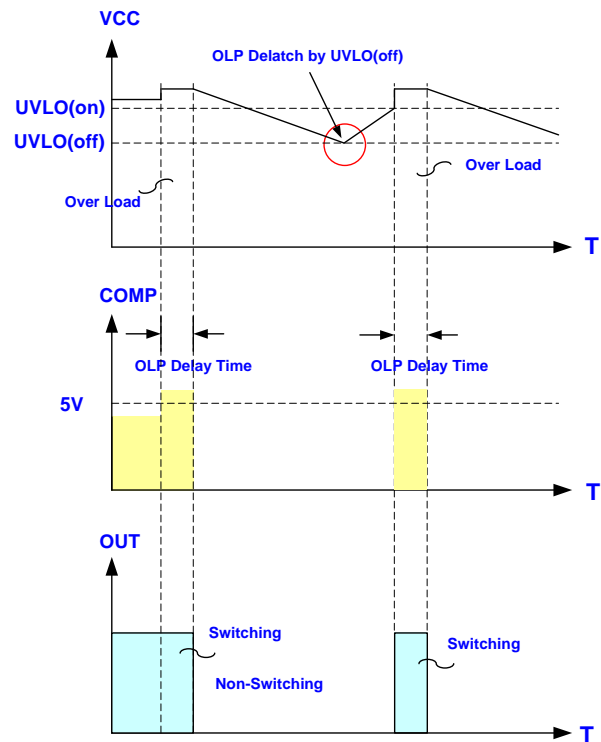 VCC
OLP Delatch by UVLO(off)
UVLO(on)
UVLO(off)
Over Load
Over Load
T
COMP
OLP Delay Time
OLP Delay Time
5V
T
OUT
Switching
Switching
Non-Switching
T